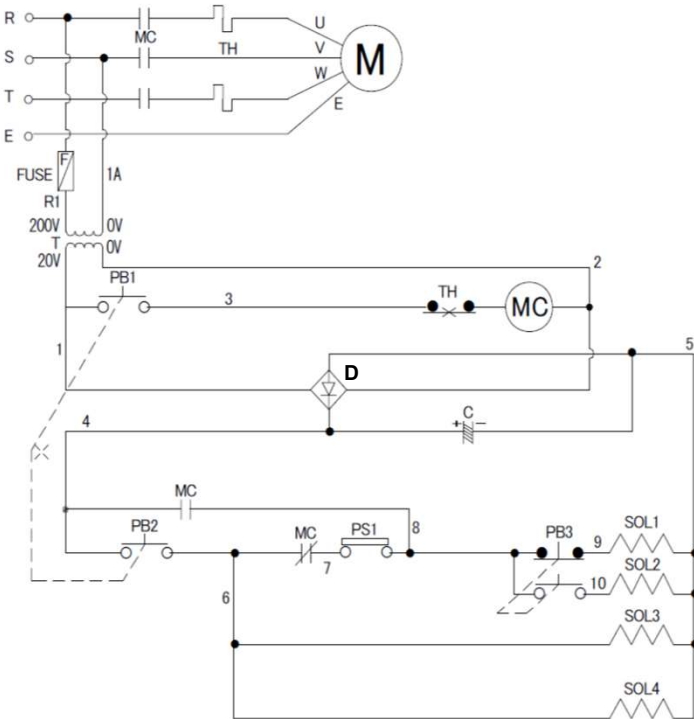 R
MC
U
S
TH
V
M
T
W
E
E
F
FUSE
1A
R1
200V
0V
T
0V
20V
2
PB1
3
TH
MC
1
5
D
4
C
+
-
MC
PB2
MC
PS1
8
PB3
9
SOL1
7
10
SOL2
6
SOL3
SOL4